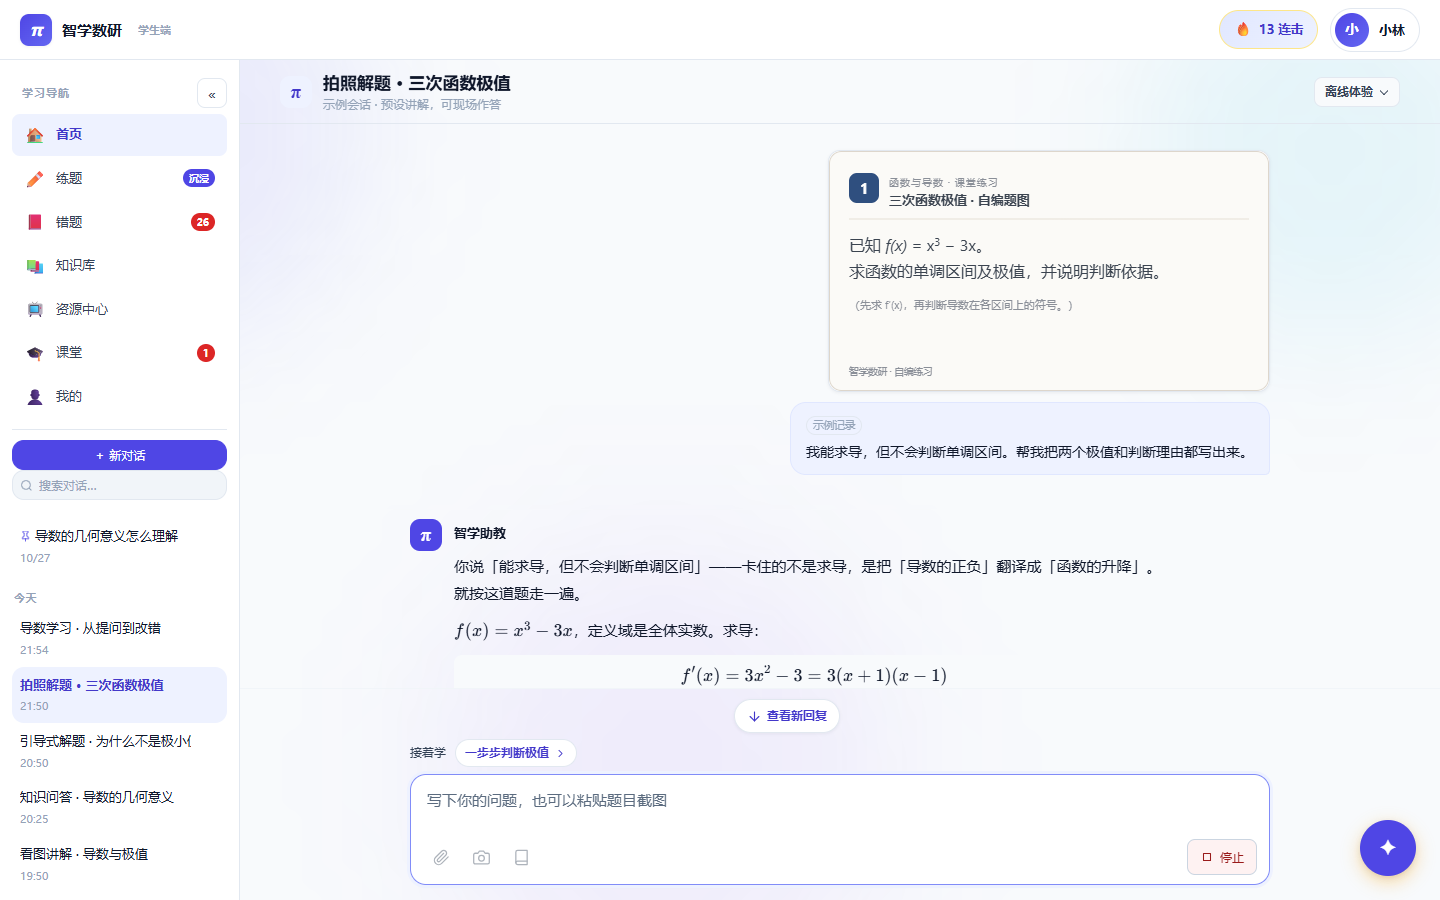 π 智学数研 学生端
13 连击
小 小林
学习导航 «
首页
练题 沉浸
错题 26
知识库
资源中心
课堂 1
我的
+ 新对话
搜索对话...
导数的几何意义怎么理解
10/27
今天
导数学习 · 从提问到改错
21:54
拍照解题 • 三次函数极值
21:50
引导式解题 · 为什么不是极小
20:50
知识问答 · 导数的几何意义
20:25
看图讲解 · 导数与极值
19:50
π 拍照解题 • 三次函数极值
示例会话 · 预设讲解，可现场作答
离线体验
1 函数与导数 · 课堂练习
三次函数极值 · 自编题图
已知 f(x) = x³ − 3x。
求函数的单调区间及极值，并说明判断依据。
（先求 f′(x)，再判断导数在各区间上的符号。）
智学数研 · 自编练习
示例记录
我能求导，但不会判断单调区间。帮我把两个极值和判断理由都写出来。
π 智学助教
你说「能求导，但不会判断单调区间」——卡住的不是求导，是把「导数的正负」翻译成「函数的升降」。
就按这道题走一遍。
f(x) = x³ − 3x，定义域是全体实数。求导：
f′(x) = 3x² − 3 = 3(x + 1)(x − 1)
↓ 查看新回复
接着学 一步步判断极值 ›
写下你的问题，也可以粘贴题目截图
停止